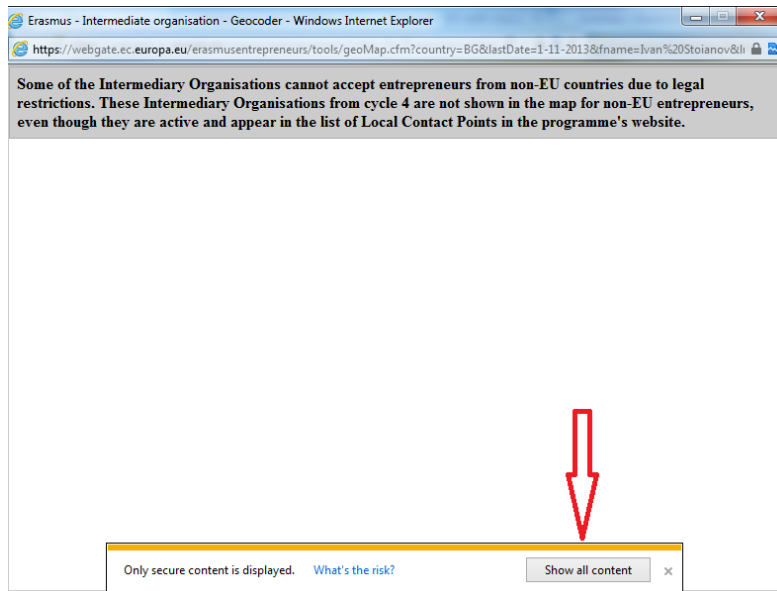 Erasmus - Intermediate organisation - Geocoder - Windows Internet Explorer
https://webgate.ec.europa.eu/erasmusentrepreneurs/tools/geoMap.cfm?country=BG&lastDate=1-11-2013&fname=Ivan%20Stoianov&l
Some of the Intermediary Organisations cannot accept entrepreneurs from non-EU countries due to legal
restrictions. These Intermediary Organisations from cycle 4 are not shown in the map for non-EU entrepreneurs,
even though they are active and appear in the list of Local Contact Points in the programme's website.
Only secure content is displayed. What's the risk? Show all content